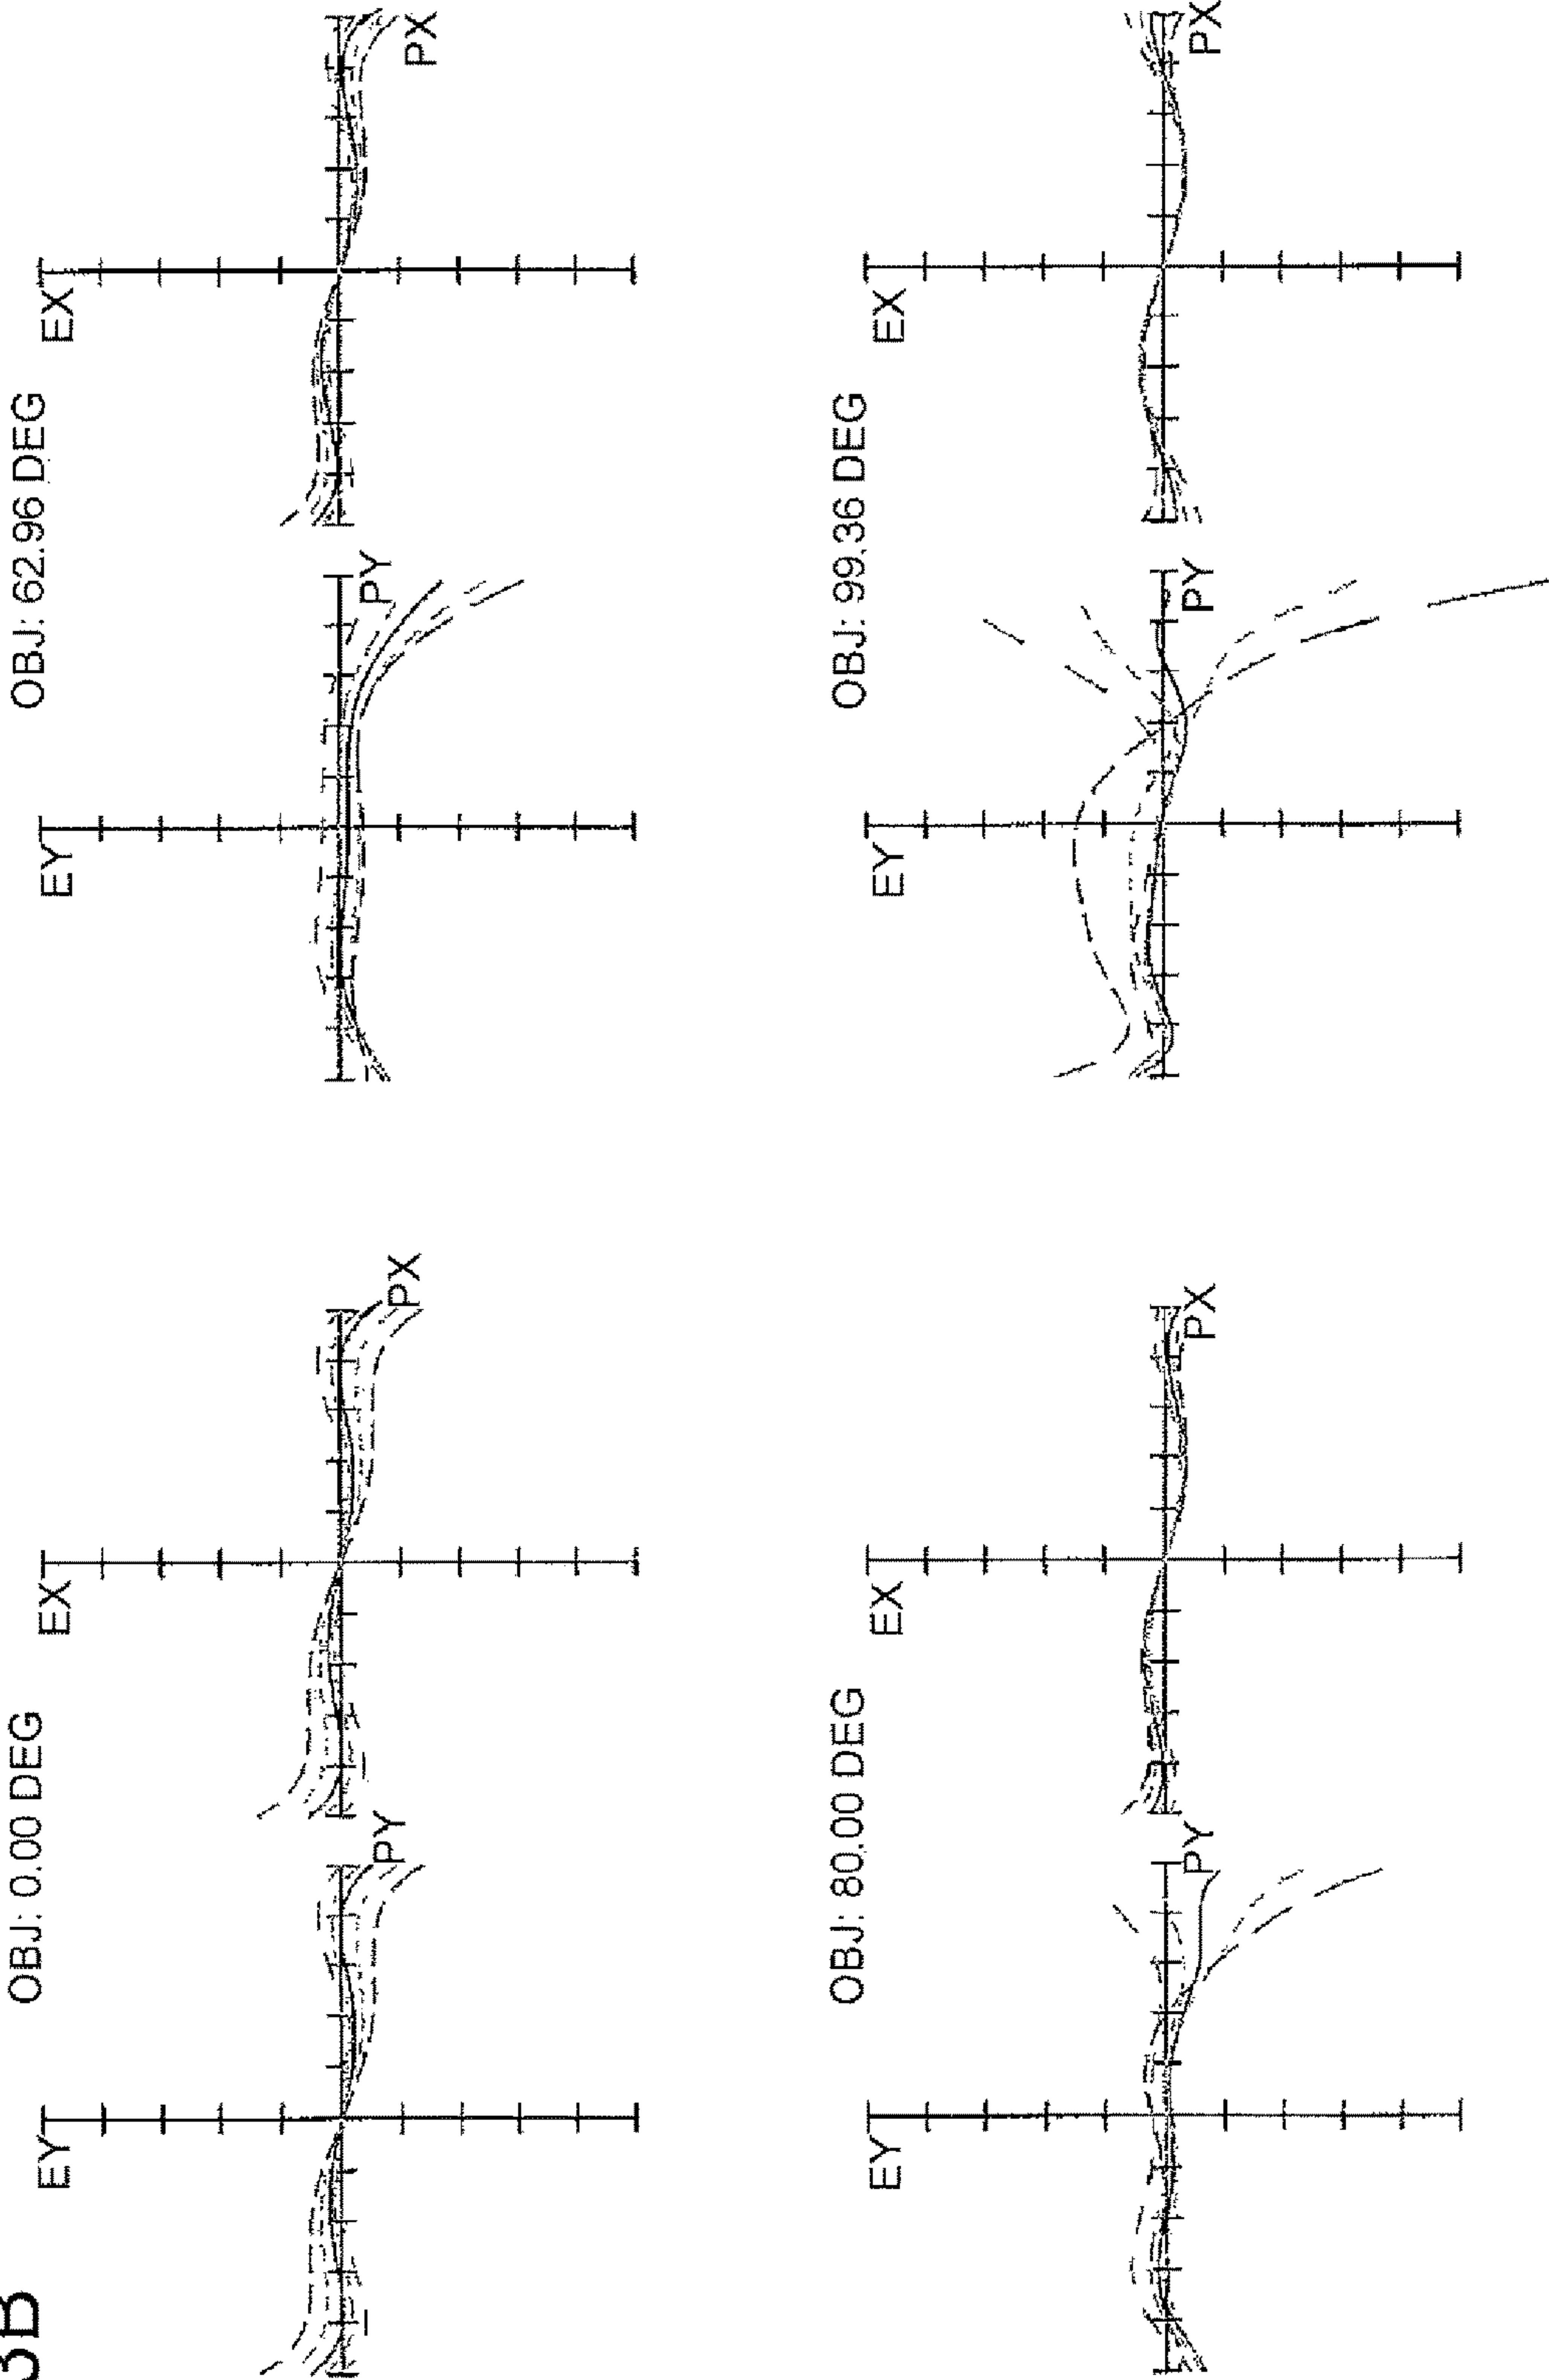 3B
OBJ: 0.00 DEG
OBJ: 62.96 DEG
EY EX EY EX
PY PX PY PX
OBJ: 80.00 DEG
OBJ: 99.36 DEG
EY EX EY EX
PY PX PY PX